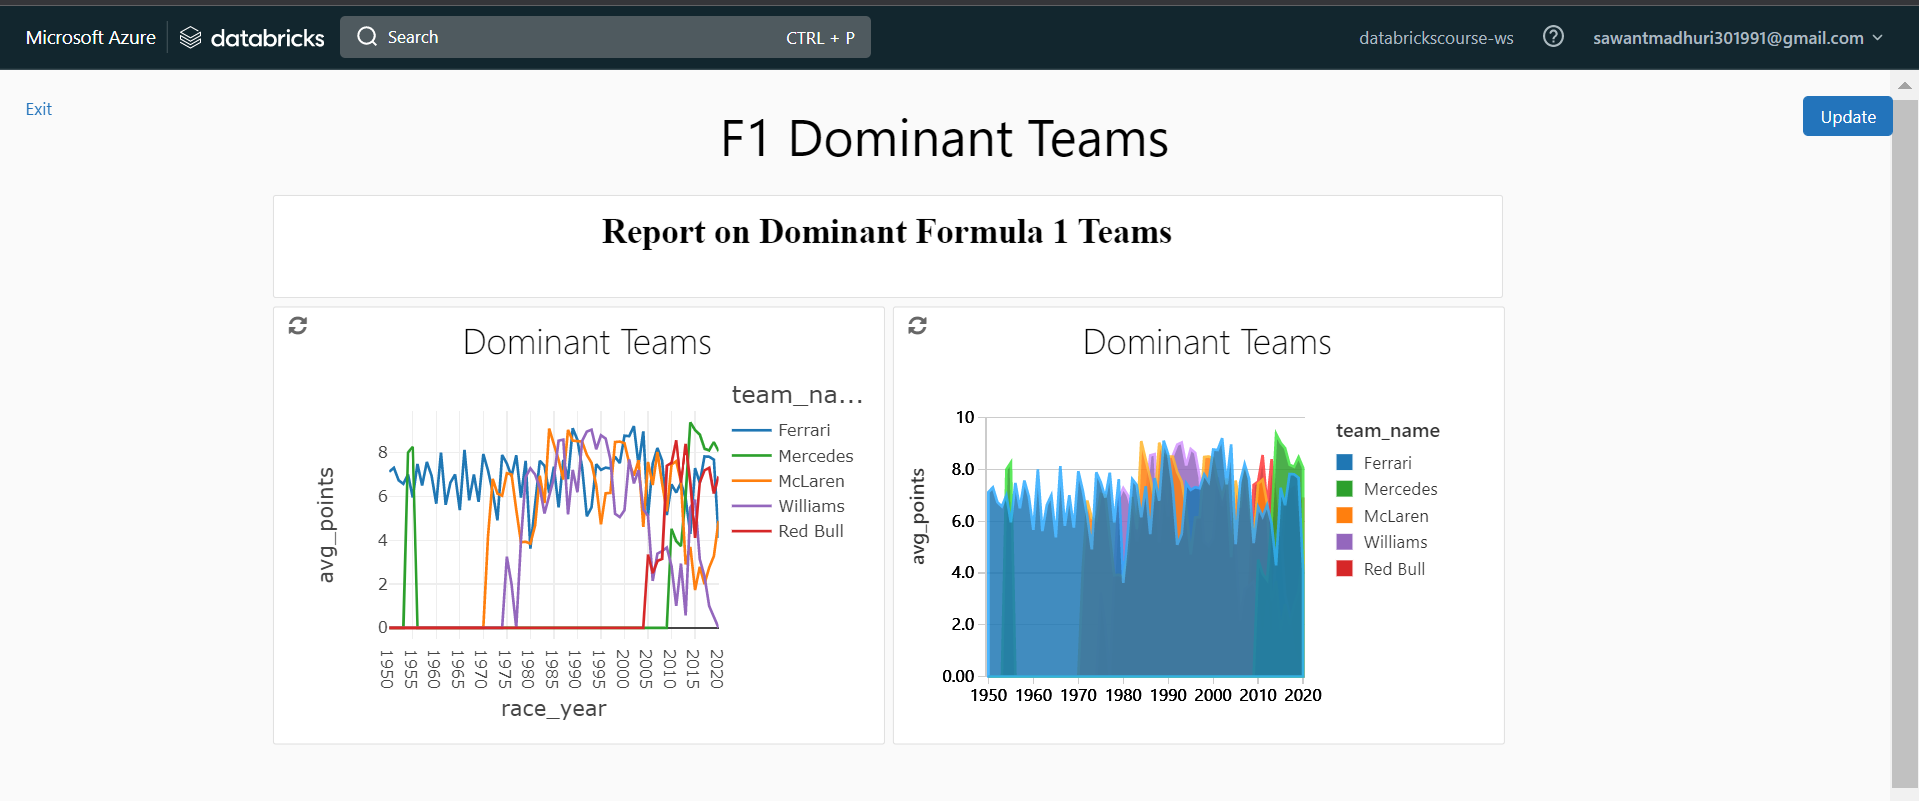 Microsoft Azure databricks Search CTRL + P databrickscourse-ws sawantmadhuri301991@gmail.com
Exit
Update
F1 Dominant Teams
Report on Dominant Formula 1 Teams
Dominant Teams
team_na...
Ferrari
Mercedes
McLaren
Williams
Red Bull
avg_points
8
6
4
2
0
1950 1955 1960 1965 1970 1975 1980 1985 1990 1995 2000 2005 2010 2015 2020
race_year
Dominant Teams
team_name
Ferrari
Mercedes
McLaren
Williams
Red Bull
avg_points
10
8.0
6.0
4.0
2.0
0.00
1950 1960 1970 1980 1990 2000 2010 2020